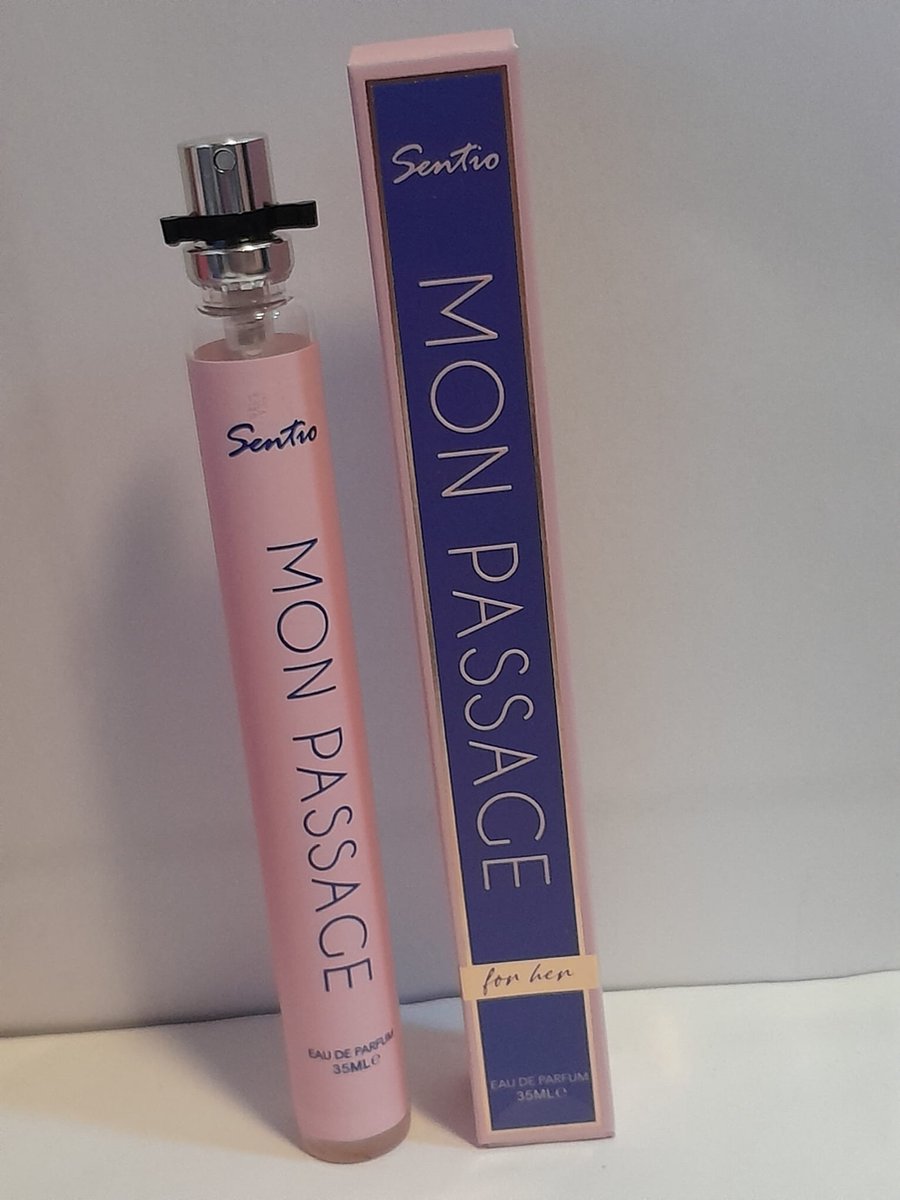 Sentio
MON PASSAGE
EAU DE PARFUM
35ML℮
Sentio
MON PASSAGE
for her
EAU DE PARFUM
35ML℮